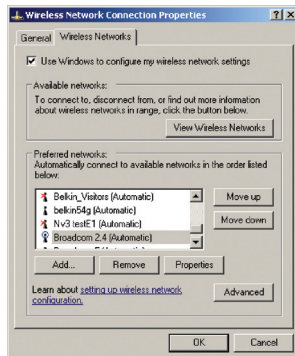 Wireless Network Connection Properties
General
Wireless Networks
Use Windows to configure my wireless network settings
Available networks:
To connect to, disconnect from, or find out more information
about wireless networks in range, click the button below.
View Wireless Networks
Preferred networks:
Automatically connect to available networks in the order listed
below:
Belkin_Visitors (Automatic)
belkin54g (Automatic)
Nv3 testE1 (Automatic)
Broadcom 2.4 (Automatic)
Move up
Move down
Add...
Remove
Properties
Learn about setting up wireless network
configuration.
Advanced
OK
Cancel